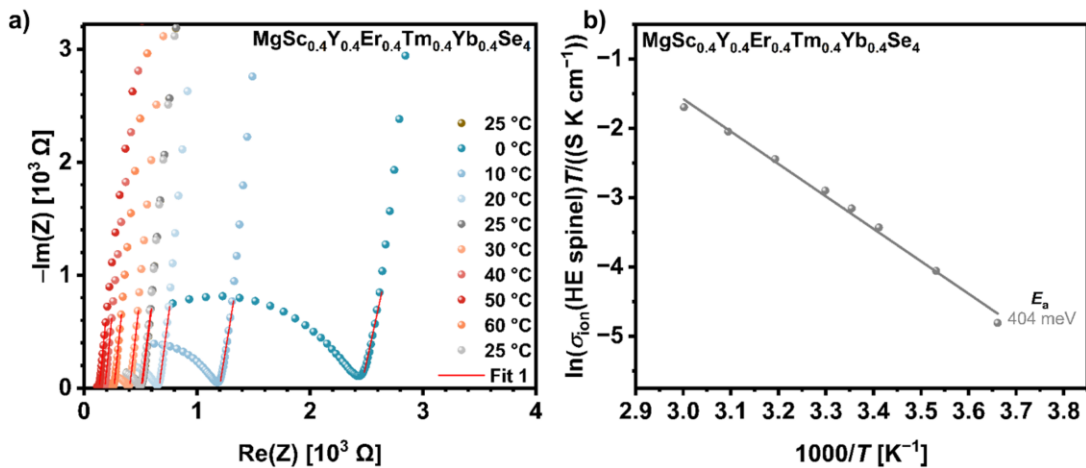 a)
MgSc0.4Y0.4Er0.4Tm0.4Yb0.4Se4
−Im(Z) [10³ Ω]
3
2
1
0
25 °C
0 °C
10 °C
20 °C
25 °C
30 °C
40 °C
50 °C
60 °C
25 °C
Fit 1
0 1 2 3 4
Re(Z) [10³ Ω]
b)
MgSc0.4Y0.4Er0.4Tm0.4Yb0.4Se4
ln(σion(HE spinel)T/((S K cm⁻¹))
−1
−2
−3
−4
−5
Ea
404 meV
2.9 3.0 3.1 3.2 3.3 3.4 3.5 3.6 3.7 3.8
1000/T [K⁻¹]